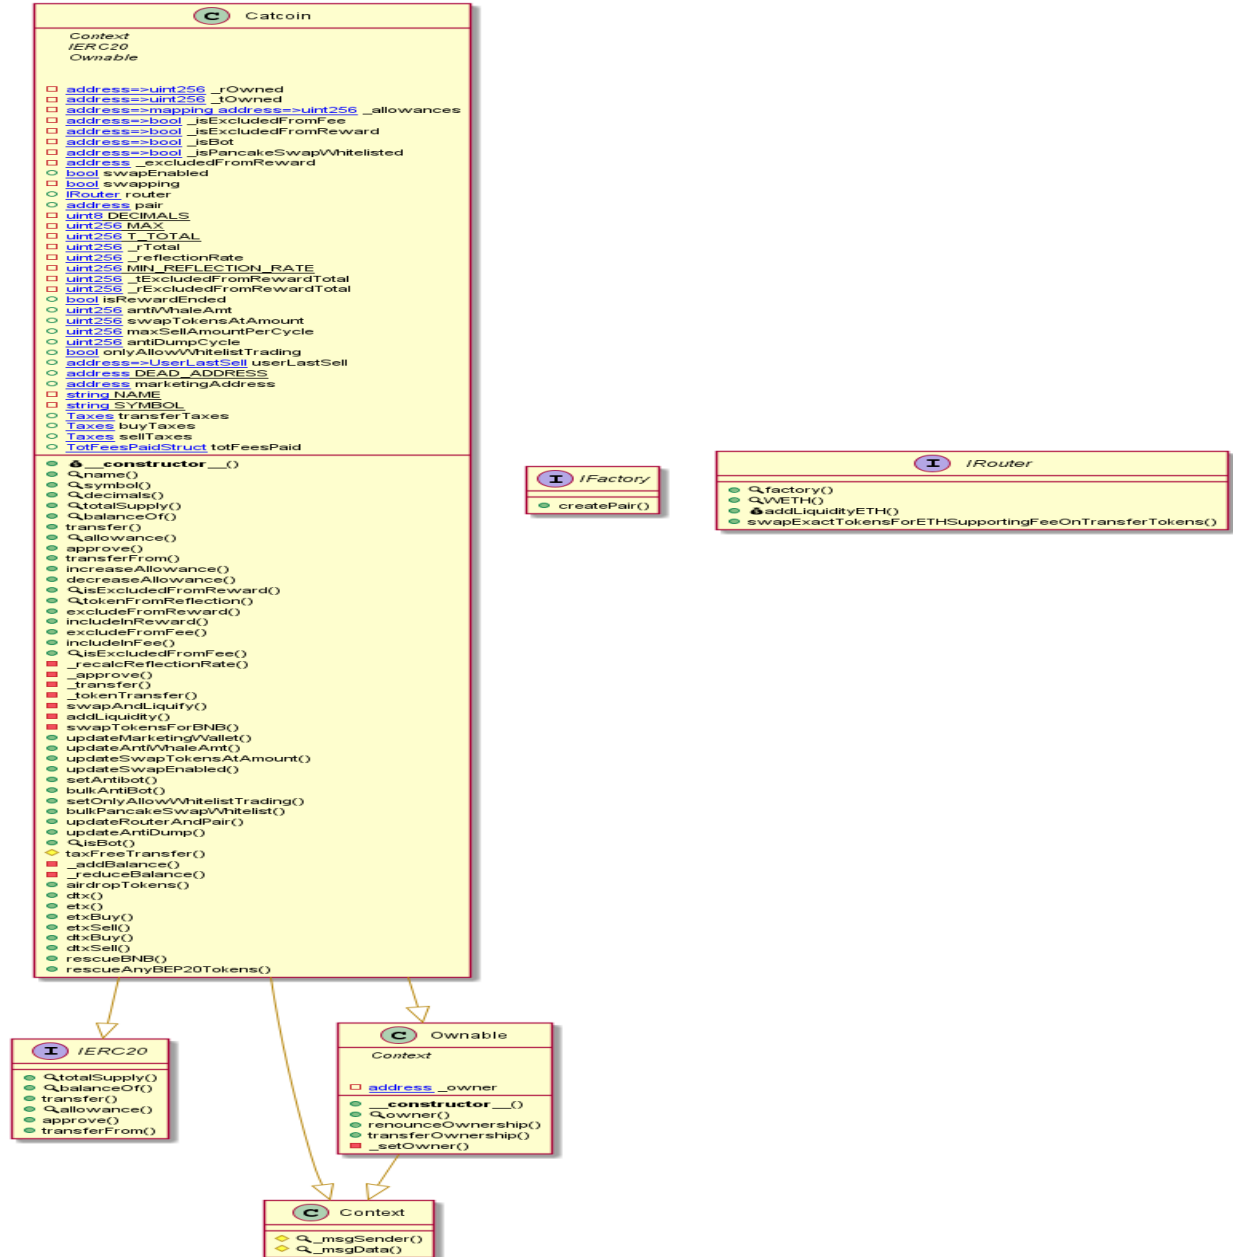 C Catcoin
Context
IERC20
Ownable
address=>uint256 _rOwned
address=>uint256 _tOwned
address=>mapping address=>uint256 _allowances
address=>bool _isExcludedFromFee
address=>bool _isExcludedFromReward
address=>bool _isBot
address=>bool _isPancakeSwapWhitelisted
address _excludedFromReward
bool swapEnabled
bool swapping
IRouter router
address pair
uint8 DECIMALS
uint256 MAX
uint256 T_TOTAL
uint256 _rTotal
uint256 _reflectionRate
uint256 MIN_REFLECTION_RATE
uint256 _tExcludedFromRewardTotal
uint256 _rExcludedFromRewardTotal
bool isRewardEnded
uint256 antiWhaleAmt
uint256 swapTokensAtAmount
uint256 maxSellAmountPerCycle
uint256 antiDumpCycle
bool onlyAllowWhitelistTrading
address=>UserLastSell userLastSell
address DEAD_ADDRESS
address marketingAddress
string NAME
string SYMBOL
Taxes transferTaxes
Taxes buyTaxes
Taxes sellTaxes
TotFeesPaidStruct totFeesPaid
__constructor__()
name()
symbol()
decimals()
totalSupply()
balanceOf()
transfer()
allowance()
approve()
transferFrom()
increaseAllowance()
decreaseAllowance()
isExcludedFromReward()
tokenFromReflection()
excludeFromReward()
includeInReward()
excludeFromFee()
includeInFee()
isExcludedFromFee()
_recalcReflectionRate()
_approve()
_transfer()
_tokenTransfer()
swapAndLiquify()
addLiquidity()
swapTokensForBNB()
updateMarketingWallet()
updateAntiWhaleAmt()
updateSwapTokensAtAmount()
updateSwapEnabled()
setAntibot()
bulkAntiBot()
setOnlyAllowWhitelistTrading()
bulkPancakeSwapWhitelist()
updateRouterAndPair()
updateAntiDump()
isBot()
taxFreeTransfer()
_addBalance()
_reduceBalance()
airdropTokens()
dtx()
etx()
etxBuy()
etxSell()
dtxBuy()
dtxSell()
rescueBNB()
rescueAnyBEP20Tokens()
I IFactory
createPair()
I IRouter
factory()
WETH()
addLiquidityETH()
swapExactTokensForETHSupportingFeeOnTransferTokens()
I IERC20
totalSupply()
balanceOf()
transfer()
allowance()
approve()
transferFrom()
C Ownable
Context
address _owner
__constructor__()
owner()
renounceOwnership()
transferOwnership()
_setOwner()
C Context
_msgSender()
_msgData()